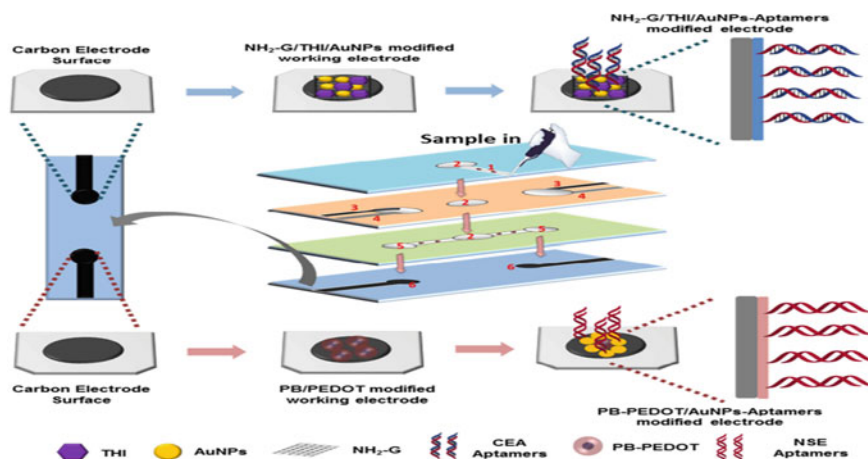 Carbon Electrode
Surface
NH₂-G/THI/AuNPs modified
working electrode
NH₂-G/THI/AuNPs-Aptamers
modified electrode
Sample in
2
1
3
4
2
3
4
5
2
5
6
6
Carbon Electrode
Surface
PB/PEDOT modified
working electrode
PB-PEDOT/AuNPs-Aptamers
modified electrode
THI
AuNPs
NH₂-G
CEA
Aptamers
PB-PEDOT
NSE
Aptamers